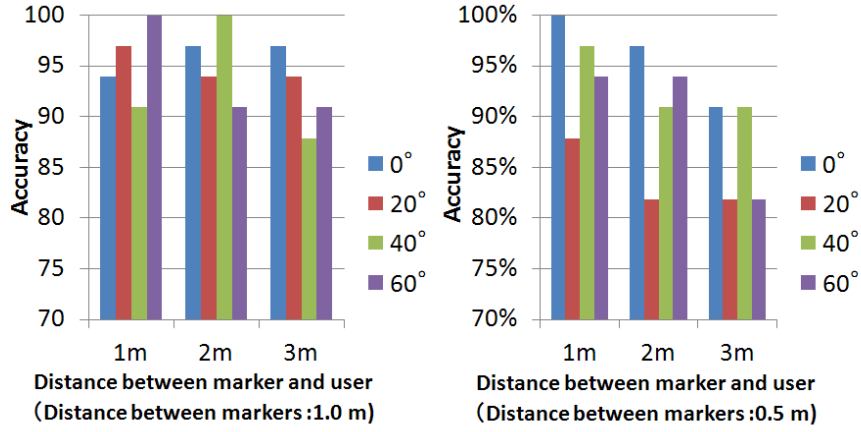 100
95
90
85
80
75
70
Accuracy
1m 2m 3m
0°
20°
40°
60°
Distance between marker and user
（Distance between markers :1.0 m)
100%
95%
90%
85%
80%
75%
70%
Accuracy
1m 2m 3m
0°
20°
40°
60°
Distance between marker and user
（Distance between markers :0.5 m)